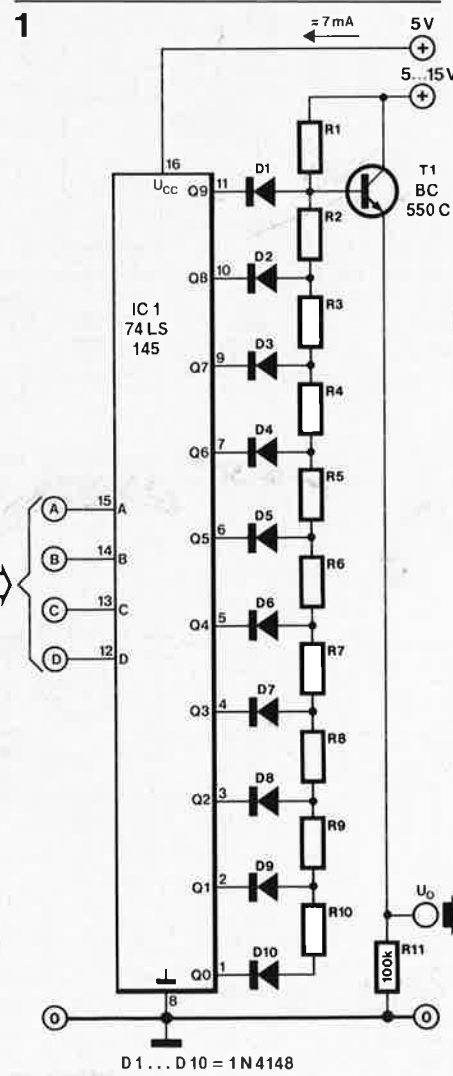 1
≈ 7 mA
5 V
5...15 V
R1
16
UCC
Q9 11
D1
T1
BC
550 C
R2
Q8 10
D2
IC 1
74 LS
145
R3
Q7 9
D3
R4
Q6 7
D4
R5
A 15 A
Q5 6
D5
B 14 B
R6
C 13 C
Q4 5
D6
D 12 D
R7
Q3 4
D7
R8
Q2 3
D8
R9
Q1 2
D9
R10
UO
Q0 1
D10
R11
100k
8
0
0
D1...D10 = 1N4148